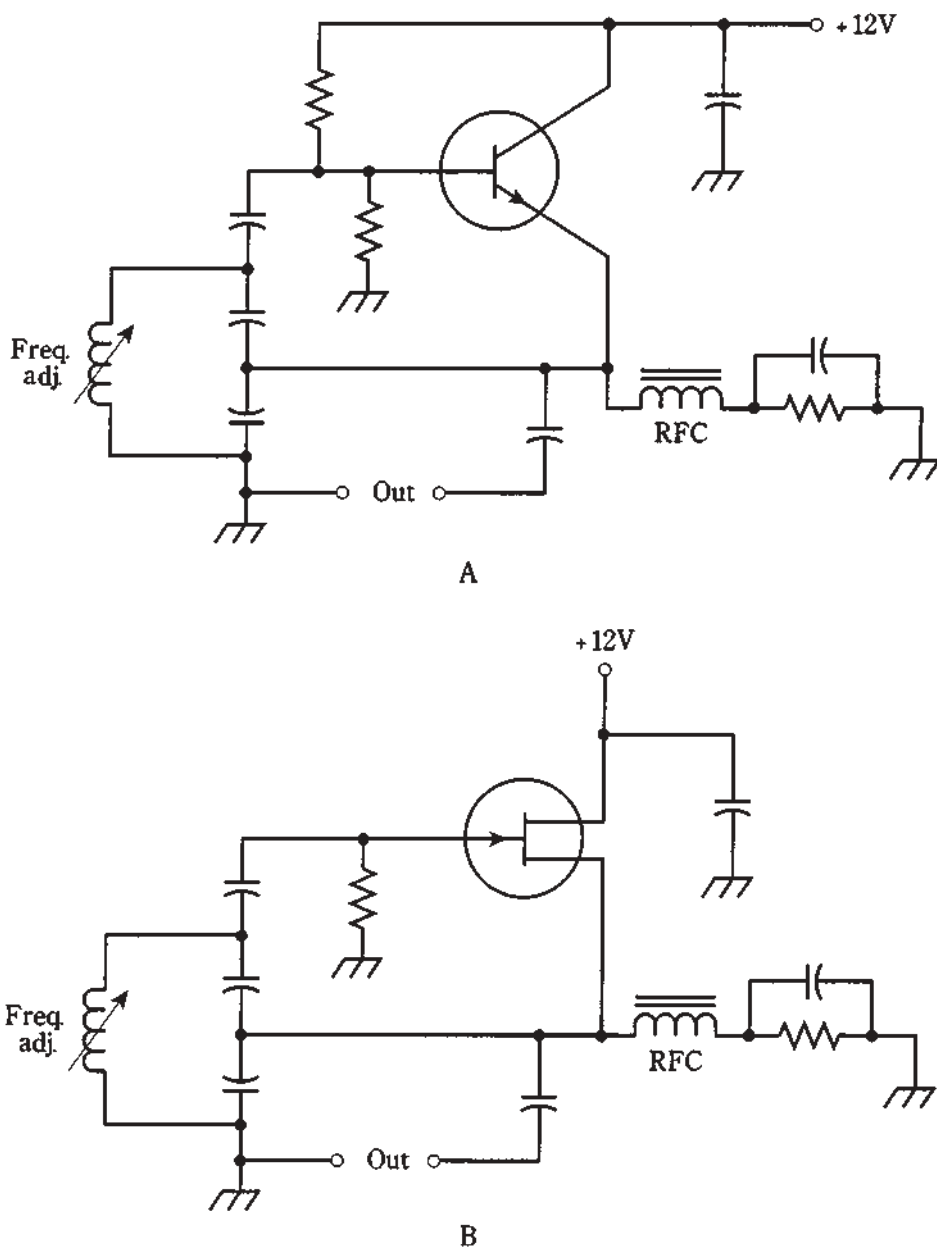 +12V
Freq.
adj.
RFC
Out
A
+12V
Freq.
adj.
RFC
Out
B